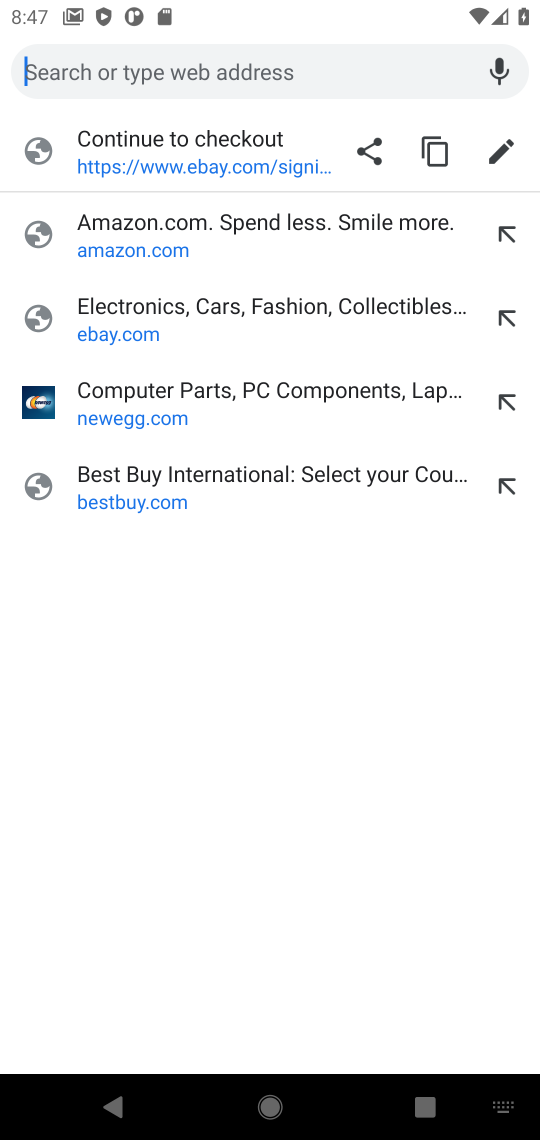 8:47
Search or type web address
Continue to checkout
https://www.ebay.com/signi...
Amazon.com. Spend less. Smile more.
amazon.com
Electronics, Cars, Fashion, Collectibles...
ebay.com
Computer Parts, PC Components, Lap...
newegg.com
Best Buy International: Select your Cou...
bestbuy.com